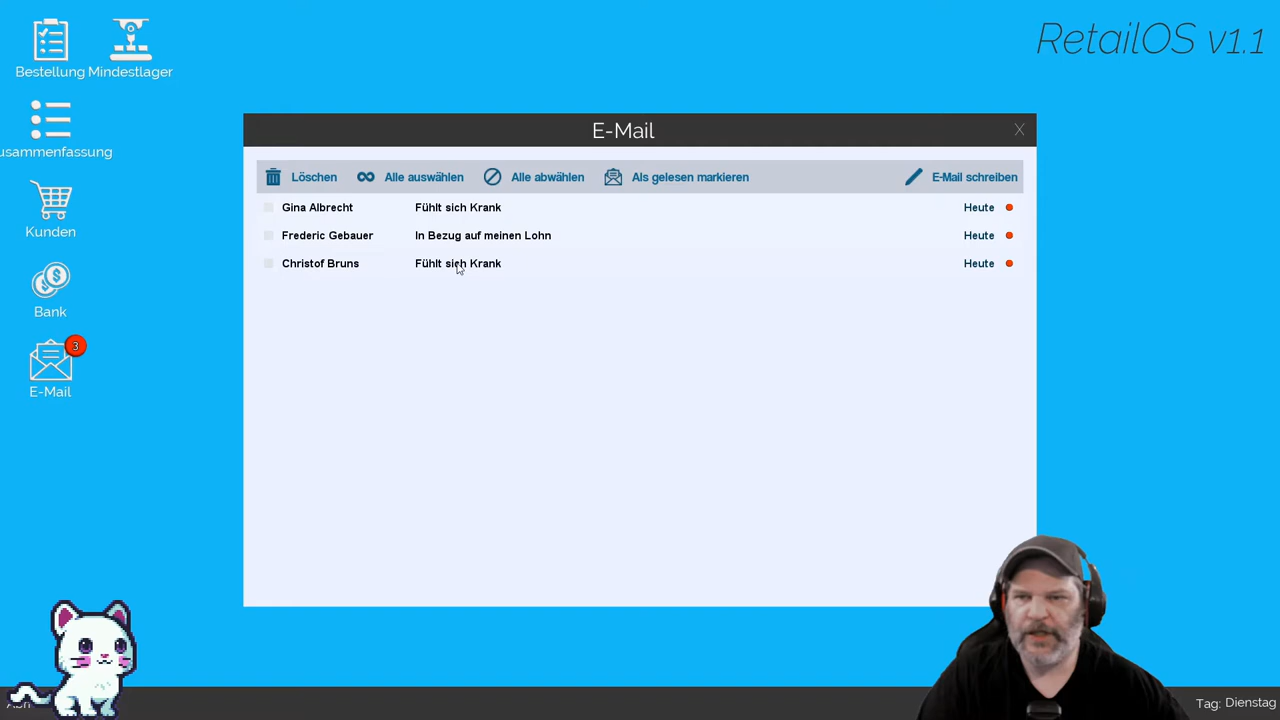 RetailOS v1.1
Bestellung
Mindestlager
usammenfassung
Kunden
Bank
3
E-Mail
E-Mail
X
Löschen
Alle auswählen
Alle abwählen
Als gelesen markieren
E-Mail schreiben
Gina Albrecht Fühlt sich Krank Heute
Frederic Gebauer In Bezug auf meinen Lohn Heute
Christof Bruns Fühlt sich Krank Heute
Tag: Dienstag